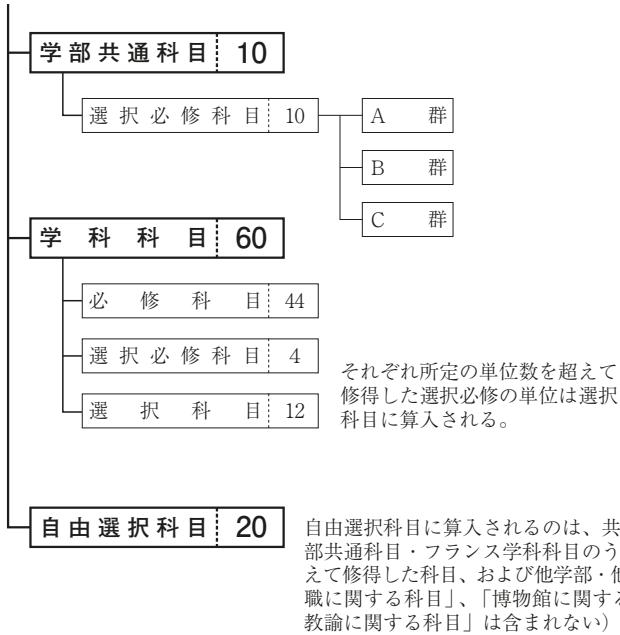 学部共通科目 10
選択必修科目 10
A 群
B 群
C 群
学科科目 60
必修科目 44
選択必修科目 4
選択科目 12
それぞれ所定の単位数を超えて
修得した選択必修の単位は選択
科目に算入される。
自由選択科目 20
自由選択科目に算入されるのは、共
部共通科目・フランス学科科目のう
えて修得した科目、および他学部・他
職に関する科目」、「博物館に関する
教諭に関する科目」は含まれない）